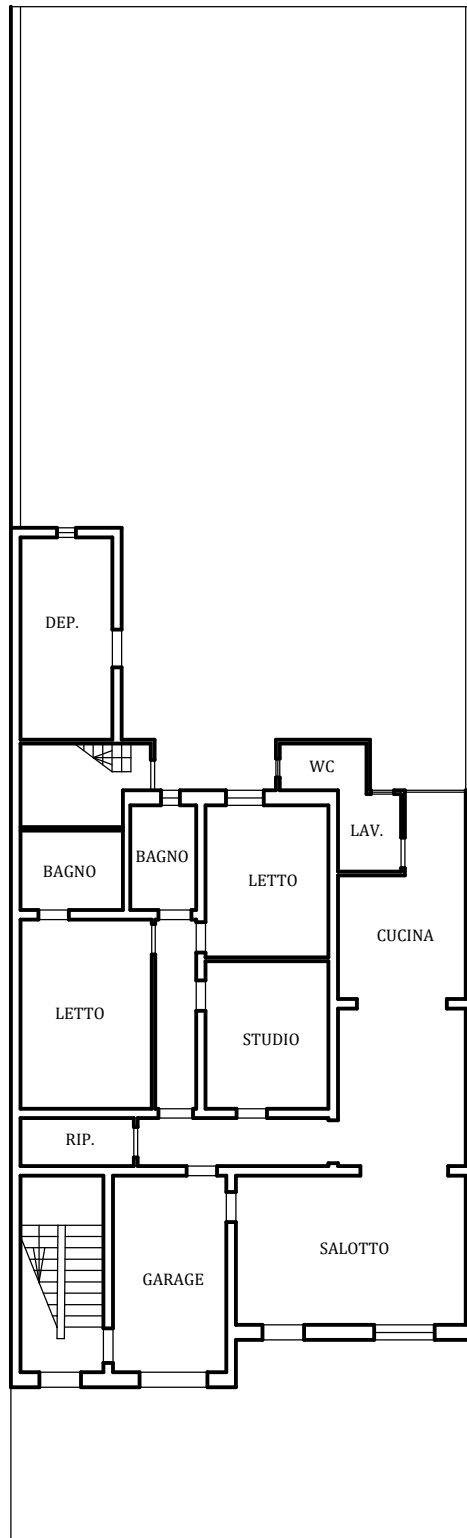 DEP.
WC
LAV.
BAGNO
BAGNO
LETTO
CUCINA
LETTO
STUDIO
RIP.
SALOTTO
GARAGE